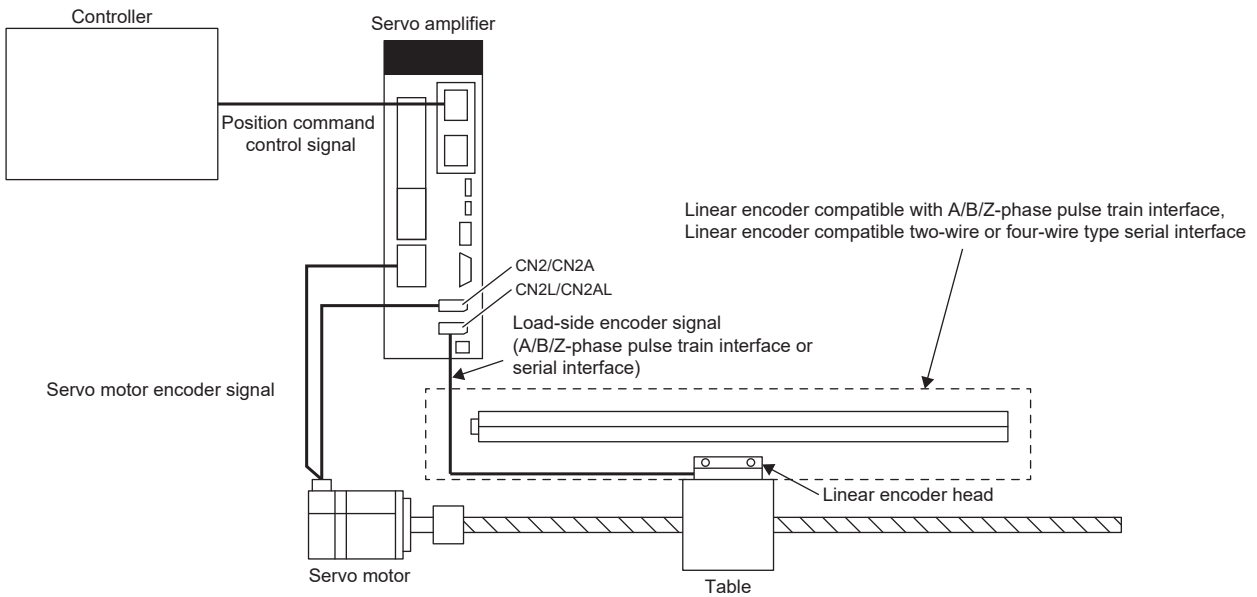 Controller
Servo amplifier
Position command
control signal
Linear encoder compatible with A/B/Z-phase pulse train interface,
Linear encoder compatible two-wire or four-wire type serial interface
CN2/CN2A
CN2L/CN2AL
Load-side encoder signal
(A/B/Z-phase pulse train interface or
serial interface)
Servo motor encoder signal
Linear encoder head
Servo motor
Table